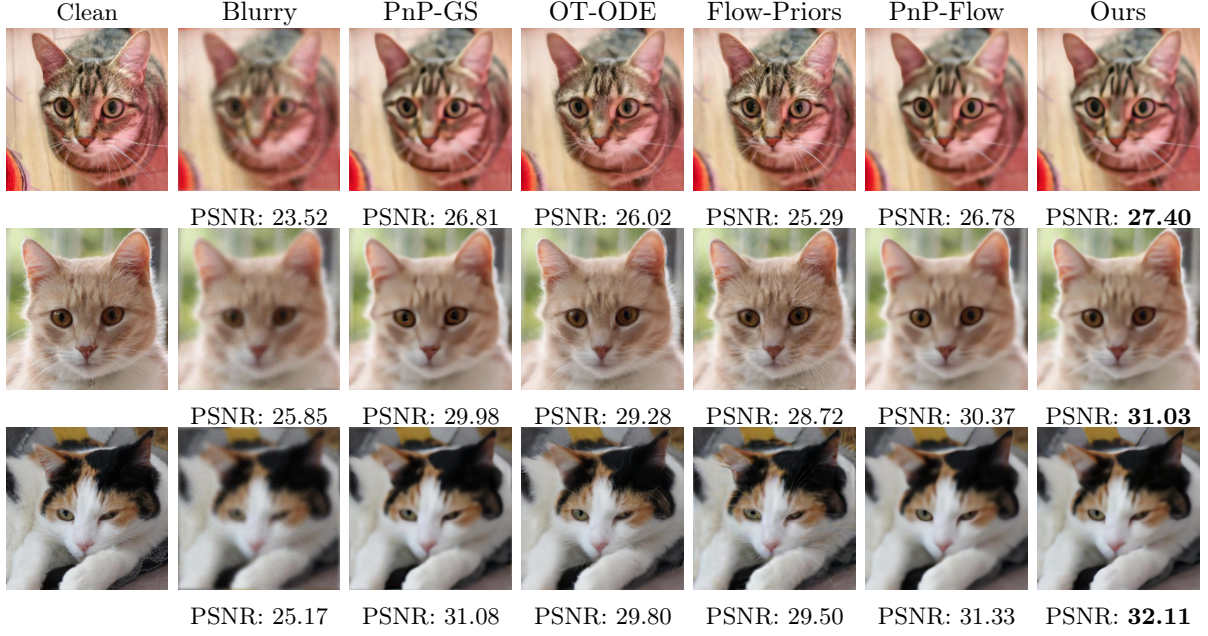 Clean Blurry PnP-GS OT-ODE Flow-Priors PnP-Flow Ours
PSNR: 23.52 PSNR: 26.81 PSNR: 26.02 PSNR: 25.29 PSNR: 26.78 PSNR: 27.40
PSNR: 25.85 PSNR: 29.98 PSNR: 29.28 PSNR: 28.72 PSNR: 30.37 PSNR: 31.03
PSNR: 25.17 PSNR: 31.08 PSNR: 29.80 PSNR: 29.50 PSNR: 31.33 PSNR: 32.11